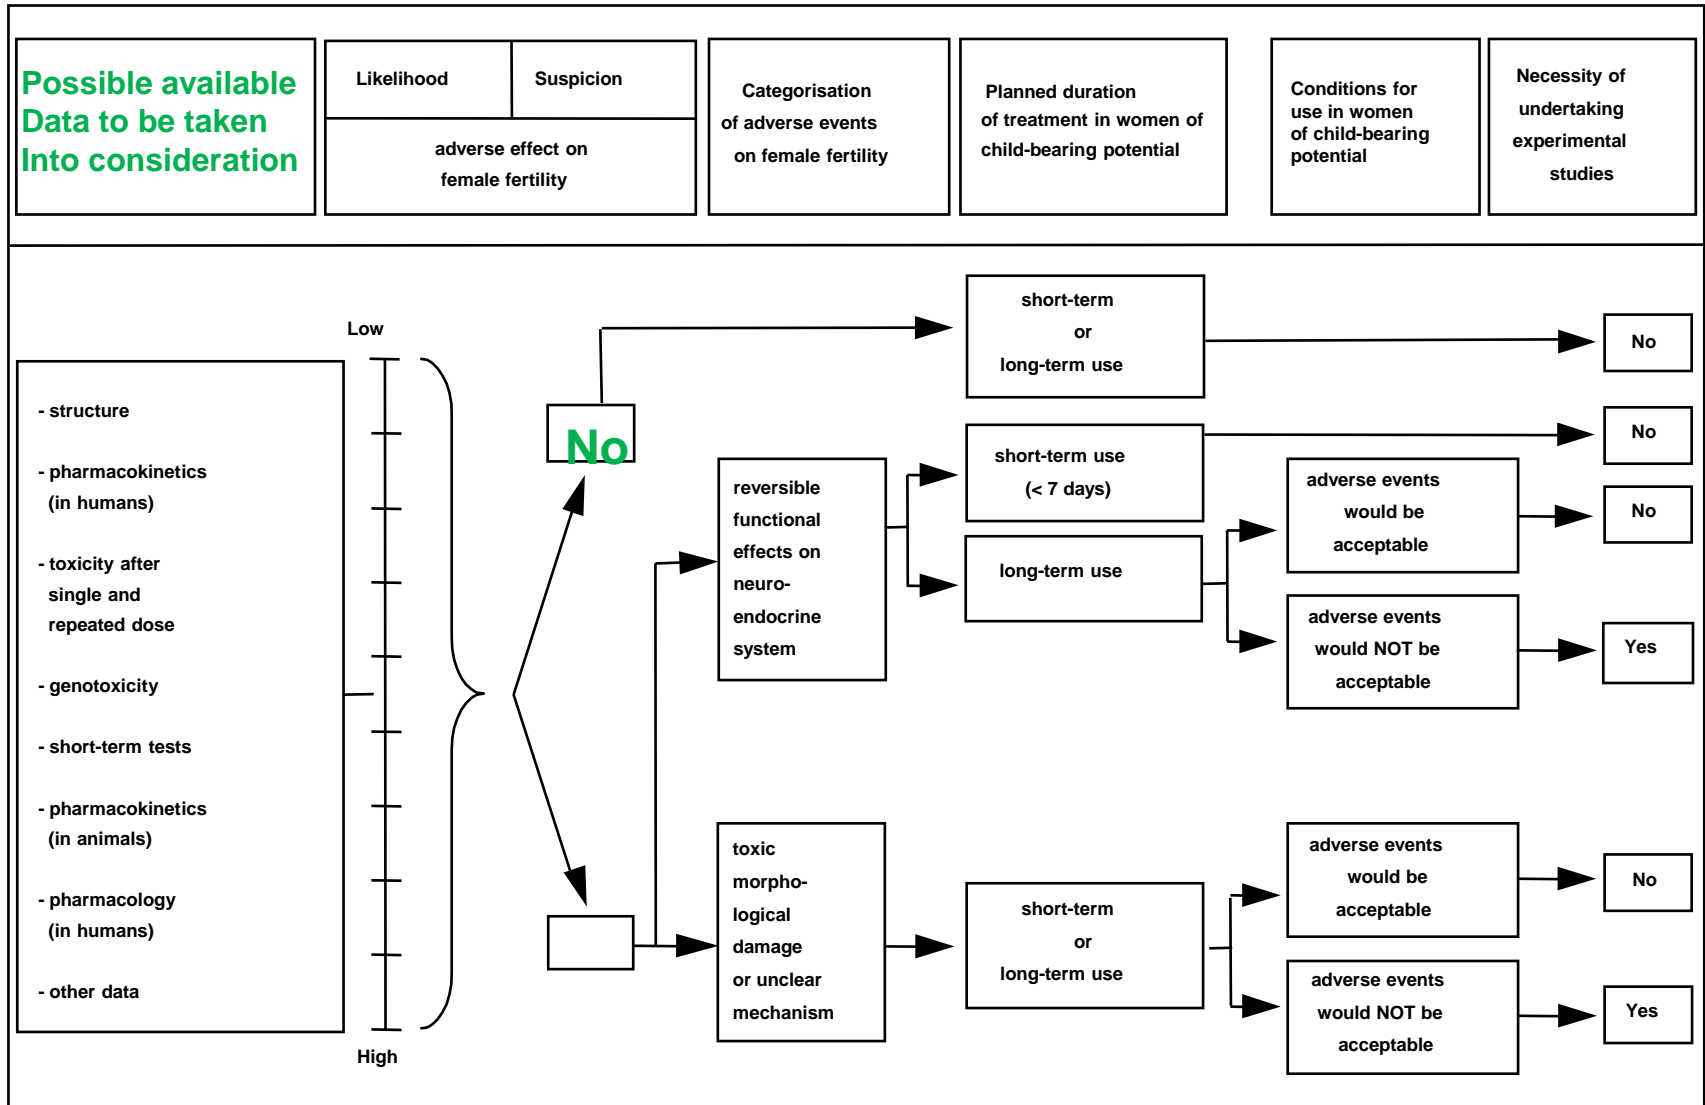 Possible available
Data to be taken
Into consideration
Likelihood
Suspicion
adverse effect on
female fertility
Categorisation
of adverse events
on female fertility
Planned duration
of treatment in women of
child-bearing potential
Conditions for
use in women
of child-bearing
potential
Necessity of
undertaking
experimental
studies
- structure
- pharmacokinetics
(in humans)
- toxicity after
single and
repeated dose
- genotoxicity
- short-term tests
- pharmacokinetics
(in animals)
- pharmacology
(in humans)
- other data
Low
High
No
short-term
or
long-term use
No
reversible
functional
effects on
neuro-
endocrine
system
short-term use
(< 7 days)
No
long-term use
adverse events
would be
acceptable
No
adverse events
would NOT be
acceptable
Yes
toxic
morpho-
logical
damage
or unclear
mechanism
short-term
or
long-term use
adverse events
would be
acceptable
No
adverse events
would NOT be
acceptable
Yes